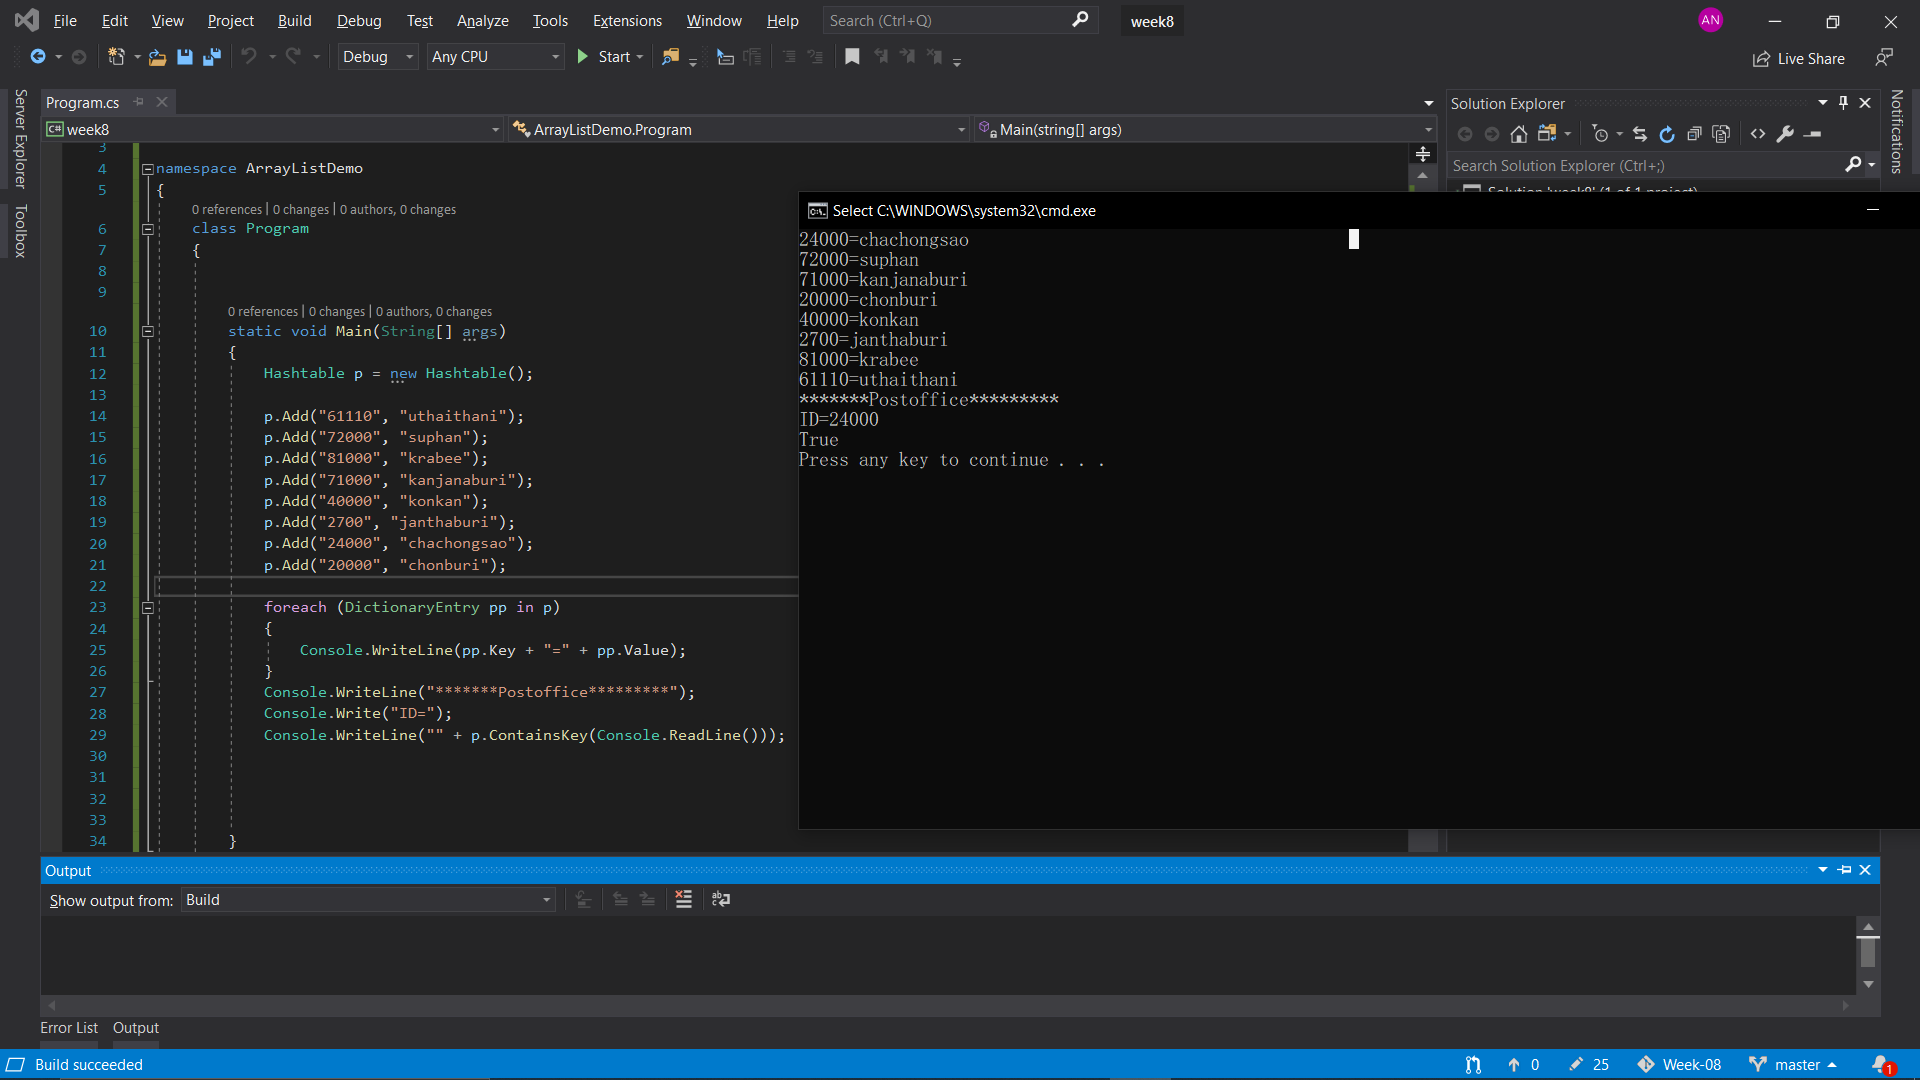 File Edit View Project Build Debug Test Analyze Tools Extensions Window Help Search (Ctrl+Q) week8 AN
Debug Any CPU Start Live Share
Server Explorer
Toolbox
Program.cs
C# week8 ArrayListDemo.Program Main(string[] args)
3
4 namespace ArrayListDemo
5 {
0 references | 0 changes | 0 authors, 0 changes
6 class Program
7 {
8
9
0 references | 0 changes | 0 authors, 0 changes
10 static void Main(String[] args)
11 {
12 Hashtable p = new Hashtable();
13
14 p.Add("61110", "uthaithani");
15 p.Add("72000", "suphan");
16 p.Add("81000", "krabee");
17 p.Add("71000", "kanjanaburi");
18 p.Add("40000", "konkan");
19 p.Add("2700", "janthaburi");
20 p.Add("24000", "chachongsao");
21 p.Add("20000", "chonburi");
22
23 foreach (DictionaryEntry pp in p)
24 {
25 Console.WriteLine(pp.Key + "=" + pp.Value);
26 }
27 Console.WriteLine("*******Postoffice*********");
28 Console.Write("ID=");
29 Console.WriteLine("" + p.ContainsKey(Console.ReadLine()));
30
31
32
33
34 }
Select C:\WINDOWS\system32\cmd.exe
24000=chachongsao
72000=suphan
71000=kanjanaburi
20000=chonburi
40000=konkan
2700=janthaburi
81000=krabee
61110=uthaithani
*******Postoffice*********
ID=24000
True
Press any key to continue . . .
Solution Explorer
Search Solution Explorer (Ctrl+;)
Solution 'week8' (1 of 1 project)
Notifications
Output
Show output from: Build
Error List Output
Build succeeded 0 25 Week-08 master 1